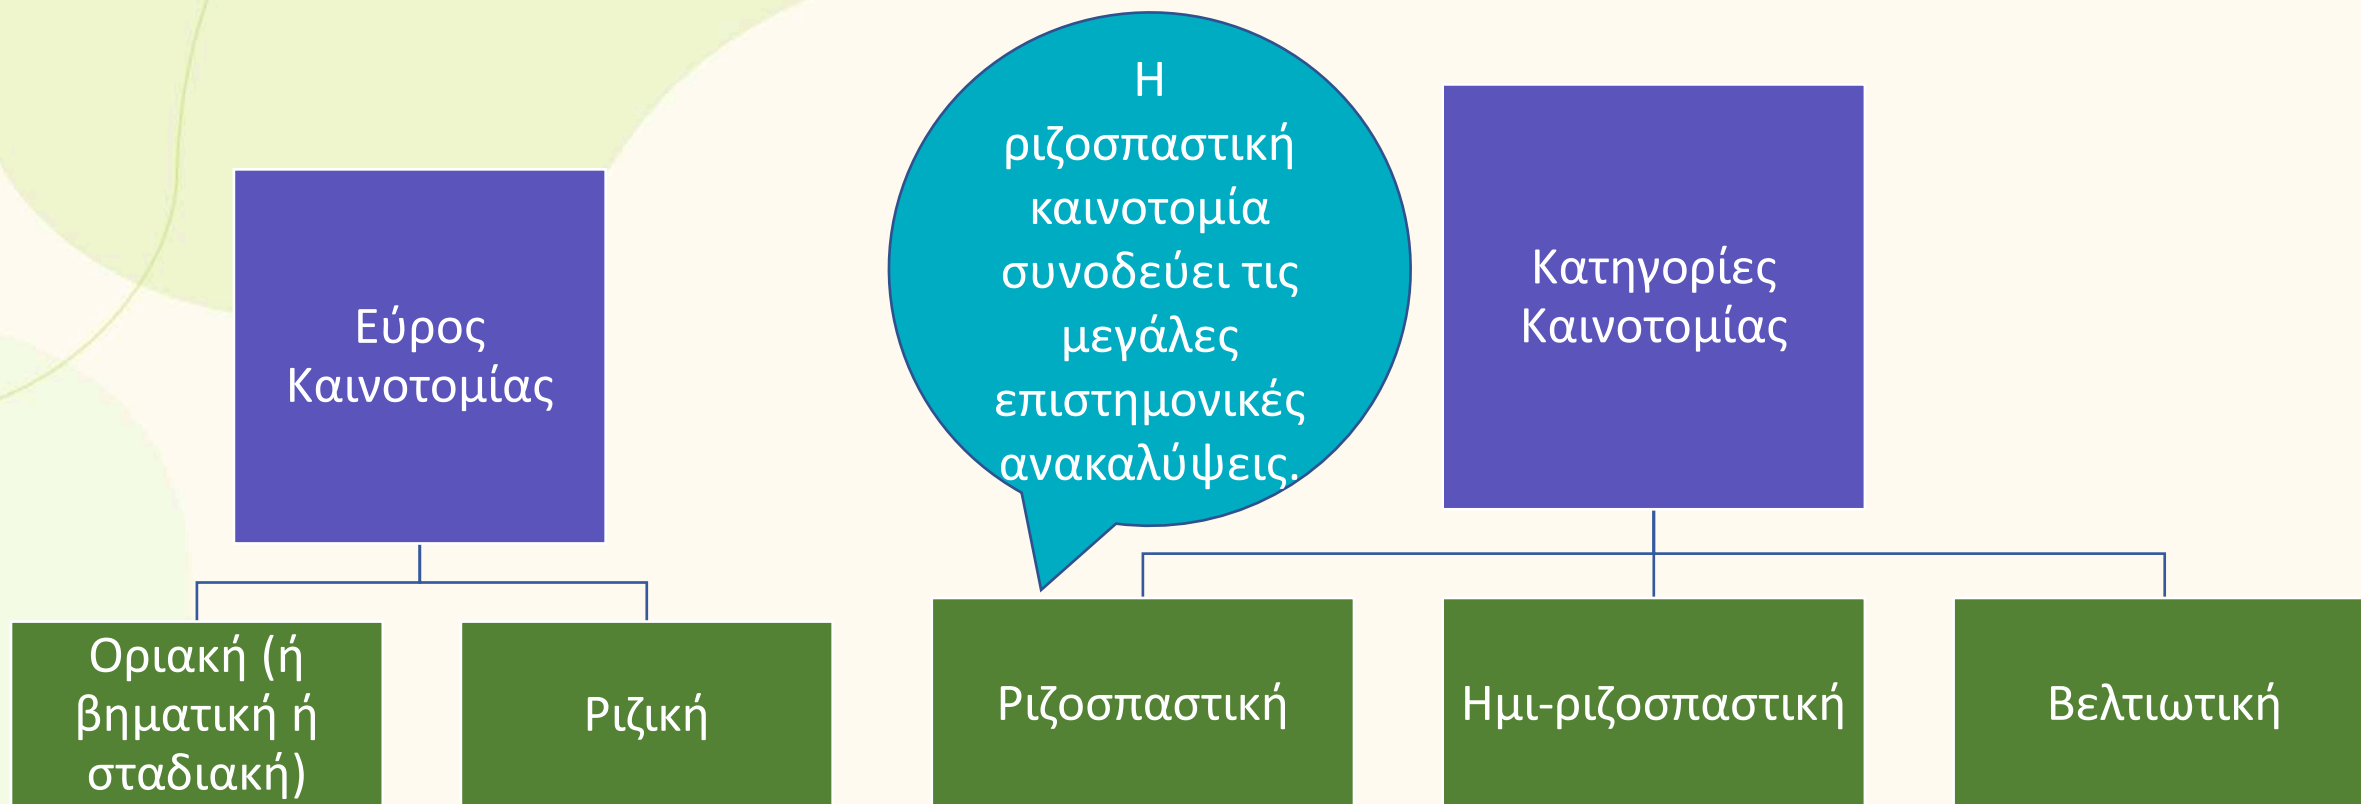 Εύρος
Καινοτομίας
Οριακή (ή
βηματική ή
σταδιακή)
Ριζική
Η
ριζοσπαστική
καινοτομία
συνοδεύει τις
μεγάλες
επιστημονικές
ανακαλύψεις.
Κατηγορίες
Καινοτομίας
Ριζοσπαστική
Ημι-ριζοσπαστική
Βελτιωτική